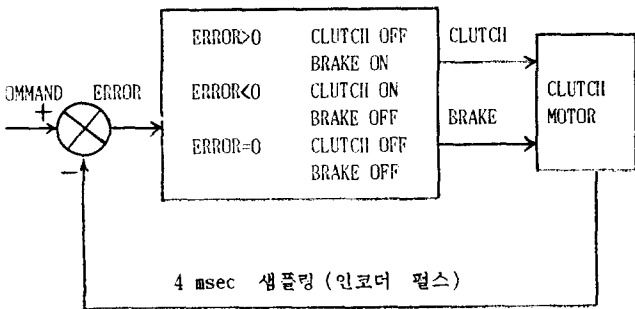 ERROR>0 CLUTCH OFF
BRAKE ON
ERROR<0 CLUTCH ON
BRAKE OFF
ERROR=0 CLUTCH OFF
BRAKE OFF
OMMAND
+
ERROR
−
CLUTCH
BRAKE
CLUTCH
MOTOR
4 msec 샘플링 (인코더 펄스)